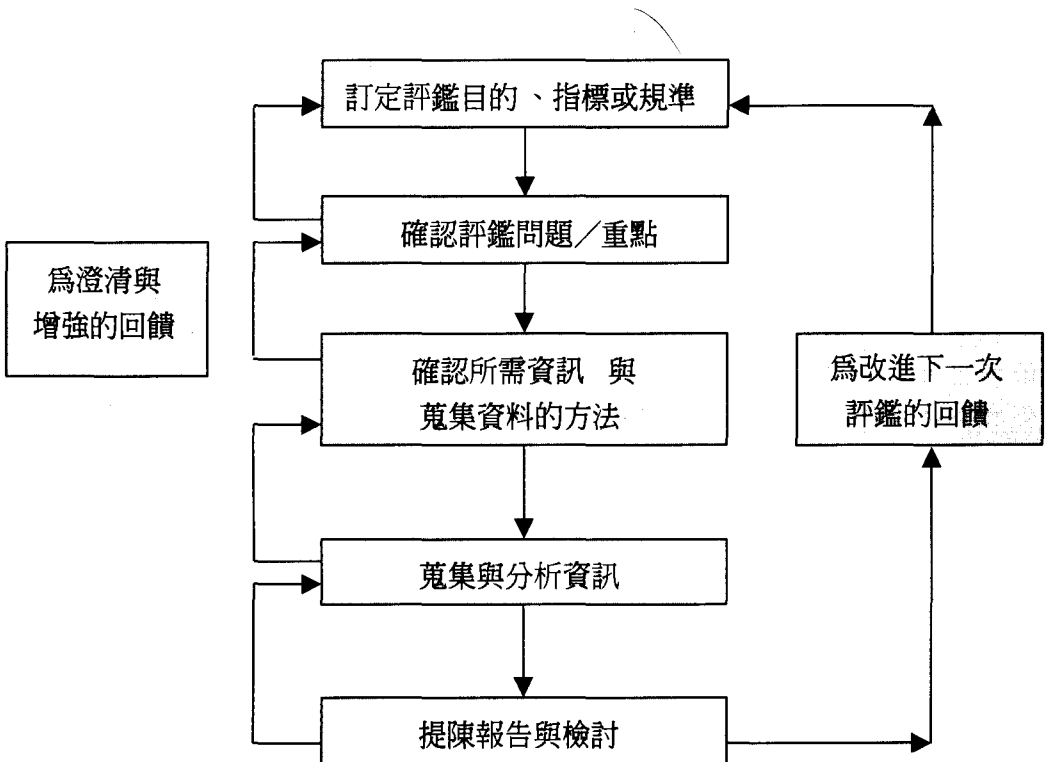 訂定評鑑目的、指標或規準
確認評鑑問題／重點
為澄清與
增強的回饋
確認所需資訊 與
蒐集資料的方法
為改進下一次
評鑑的回饋
蒐集與分析資訊
提陳報告與檢討